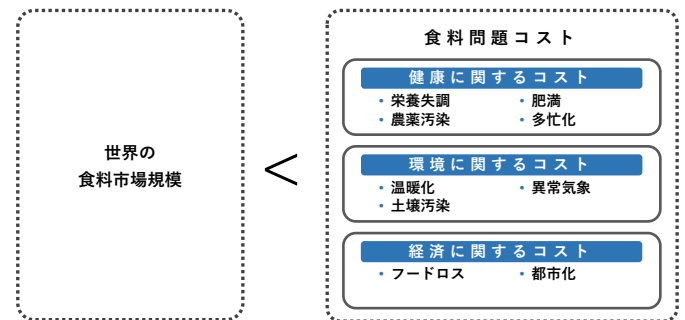 世界の
食料市場規模
<
食料問題コスト
健康に関するコスト
・栄養失調 ・肥満
・農薬汚染 ・多忙化
環境に関するコスト
・温暖化 ・異常気象
・土壌汚染
経済に関するコスト
・フードロス ・都市化